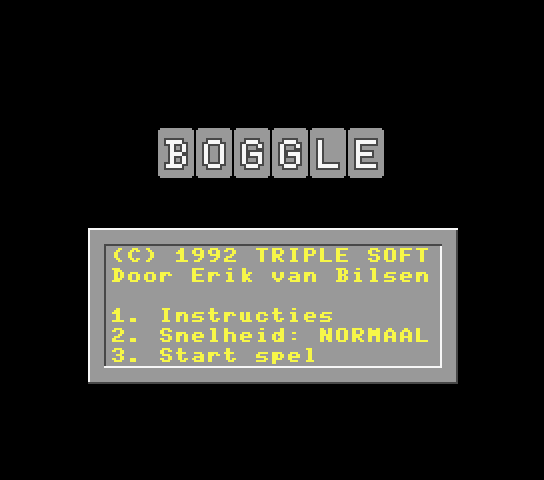 BOGGLE
(C) 1992 TRIPLE SOFT
Door Erik van Bilsen
1. Instructies
2. Snelheid: NORMAAL
3. Start spel